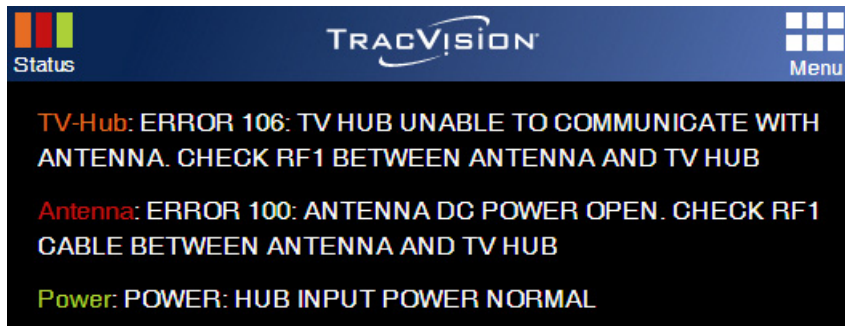 TRACVISION
Status
Menu
TV-Hub: ERROR 106: TV HUB UNABLE TO COMMUNICATE WITH
ANTENNA. CHECK RF1 BETWEEN ANTENNA AND TV HUB
Antenna: ERROR 100: ANTENNA DC POWER OPEN. CHECK RF1
CABLE BETWEEN ANTENNA AND TV HUB
Power: POWER: HUB INPUT POWER NORMAL